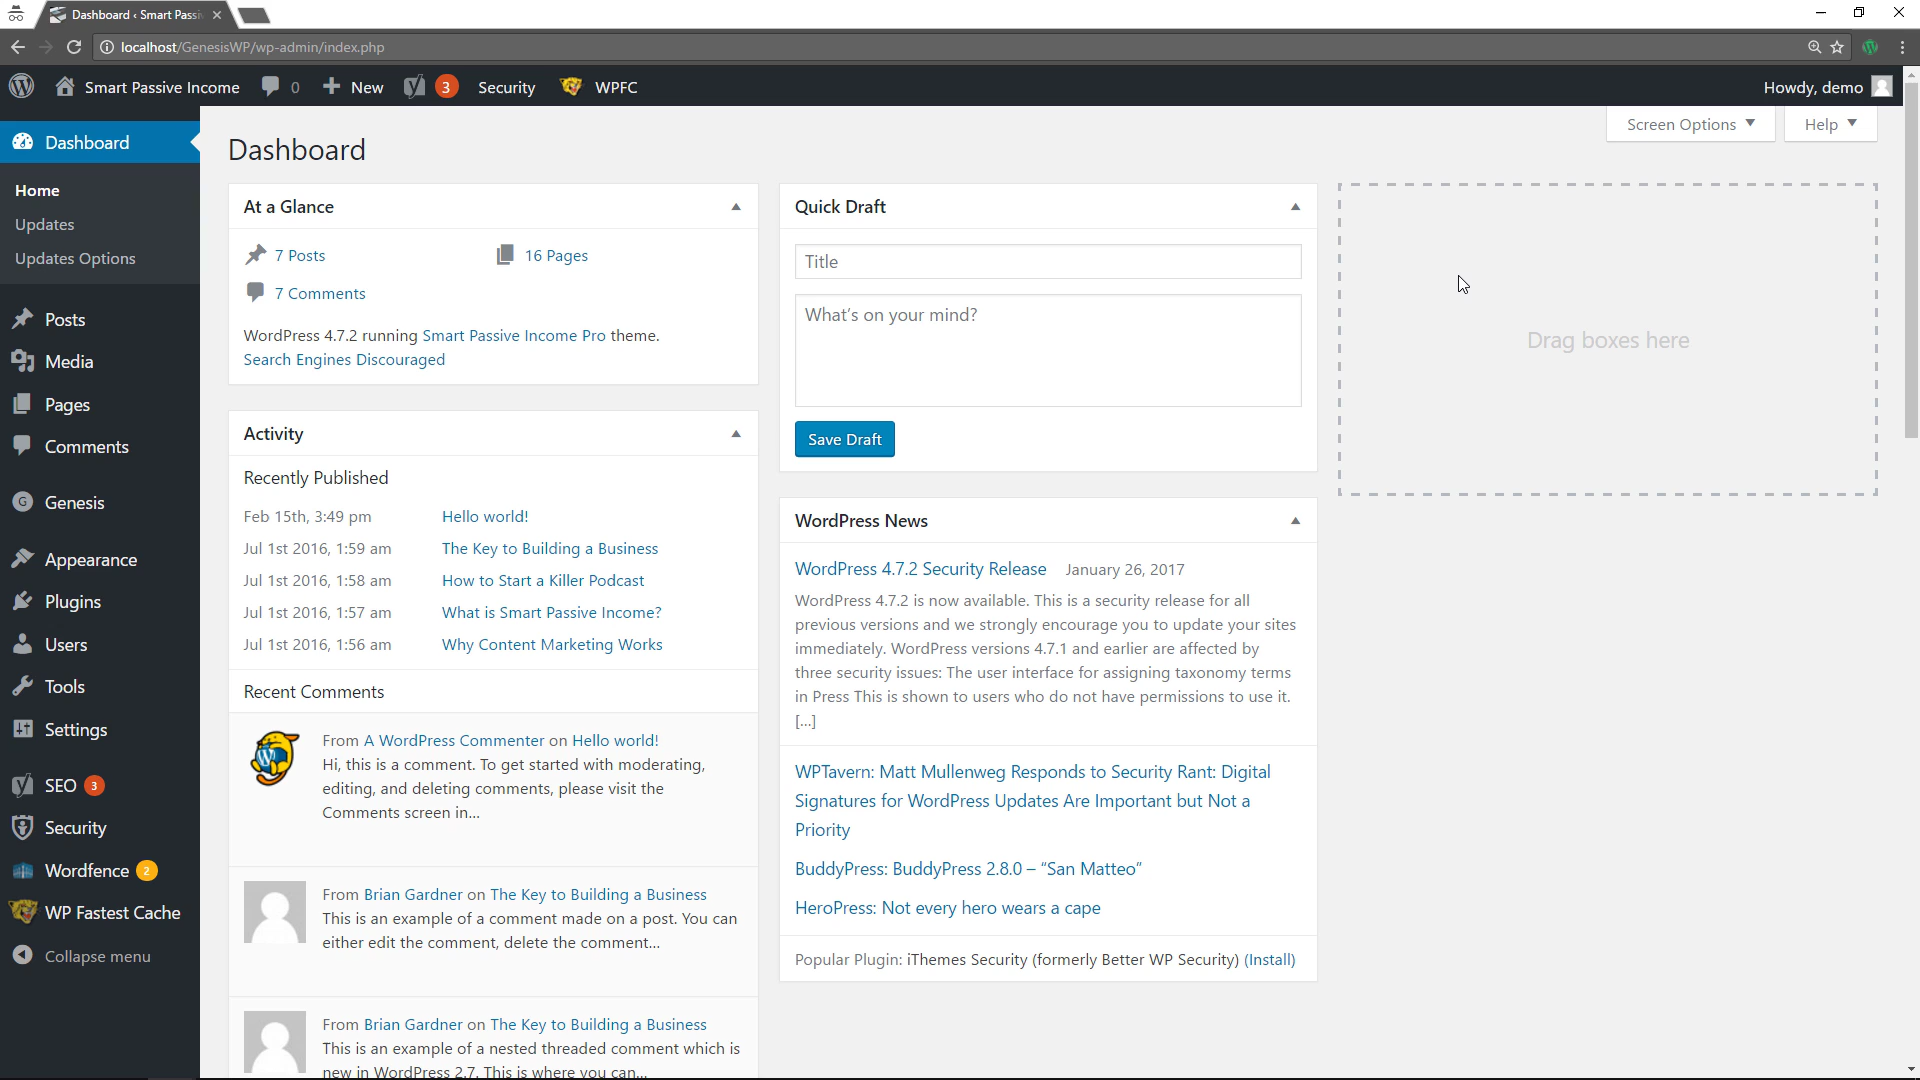 Dashboard ‹ Smart Passi
localhost/GenesisWP/wp-admin/index.php
Smart Passive Income 0 New 3 Security WPFC Howdy, demo
Screen Options Help
Dashboard
Home
Updates
Updates Options
Posts
Media
Pages
Comments
Genesis
Appearance
Plugins
Users
Tools
Settings
SEO 3
Security
Wordfence 2
WP Fastest Cache
Collapse menu
Dashboard
At a Glance
7 Posts 16 Pages
7 Comments
WordPress 4.7.2 running Smart Passive Income Pro theme.
Search Engines Discouraged
Activity
Recently Published
Feb 15th, 3:49 pm Hello world!
Jul 1st 2016, 1:59 am The Key to Building a Business
Jul 1st 2016, 1:58 am How to Start a Killer Podcast
Jul 1st 2016, 1:57 am What is Smart Passive Income?
Jul 1st 2016, 1:56 am Why Content Marketing Works
Recent Comments
From A WordPress Commenter on Hello world!
Hi, this is a comment. To get started with moderating,
editing, and deleting comments, please visit the
Comments screen in...
From Brian Gardner on The Key to Building a Business
This is an example of a comment made on a post. You can
either edit the comment, delete the comment...
From Brian Gardner on The Key to Building a Business
This is an example of a nested threaded comment which is
new in WordPress 2.7. This is where you can...
Quick Draft
Title
What's on your mind?
Save Draft
WordPress News
WordPress 4.7.2 Security Release January 26, 2017
WordPress 4.7.2 is now available. This is a security release for all
previous versions and we strongly encourage you to update your sites
immediately. WordPress versions 4.7.1 and earlier are affected by
three security issues: The user interface for assigning taxonomy terms
in Press This is shown to users who do not have permissions to use it.
[...]
WPTavern: Matt Mullenweg Responds to Security Rant: Digital
Signatures for WordPress Updates Are Important but Not a
Priority
BuddyPress: BuddyPress 2.8.0 – “San Matteo”
HeroPress: Not every hero wears a cape
Popular Plugin: iThemes Security (formerly Better WP Security) (Install)
Drag boxes here